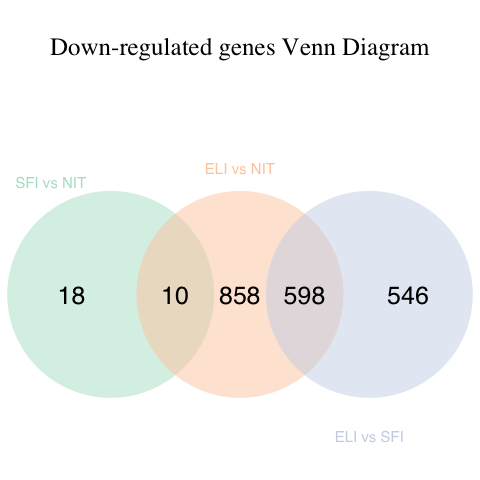 Down-regulated genes Venn Diagram
ELI vs NIT
SFI vs NIT
18 10 858 598 546
ELI vs SFI